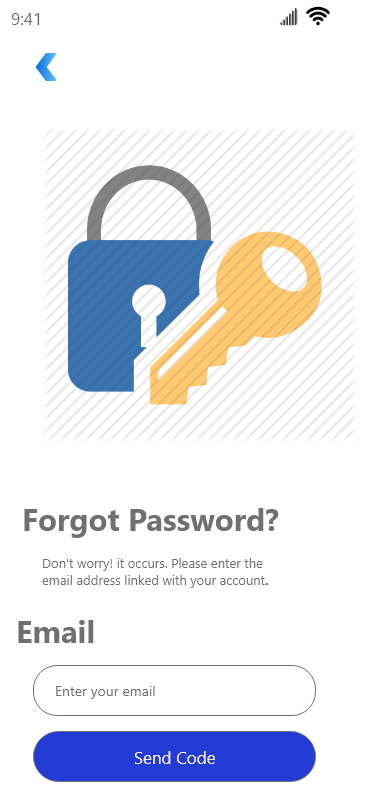 9:41
Forgot Password?
Don't worry! it occurs. Please enter the
email address linked with your account.
Email
Enter your email
Send Code